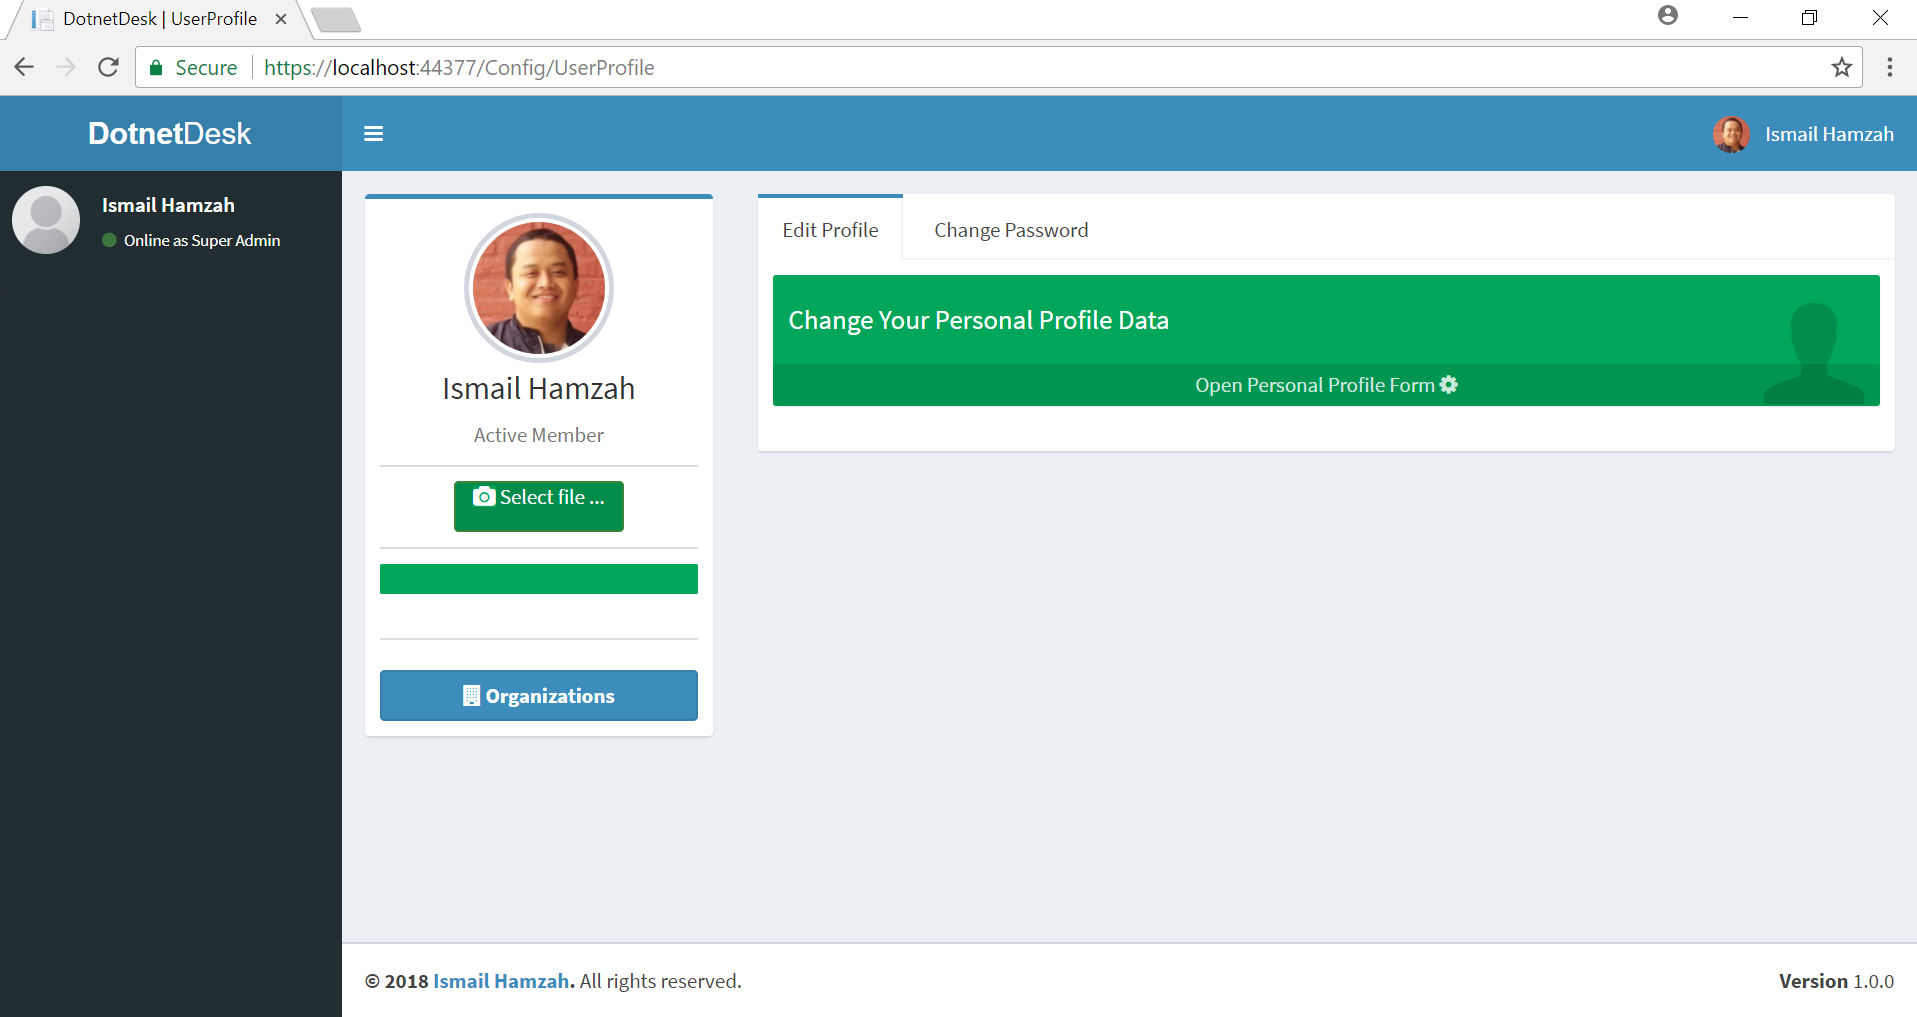 DotnetDesk | UserProfile
Secure https://localhost:44377/Config/UserProfile
DotnetDesk
Ismail Hamzah
Ismail Hamzah
Online as Super Admin
Ismail Hamzah
Active Member
Select file ...
Organizations
Edit Profile Change Password
Change Your Personal Profile Data
Open Personal Profile Form
© 2018 Ismail Hamzah. All rights reserved.
Version 1.0.0